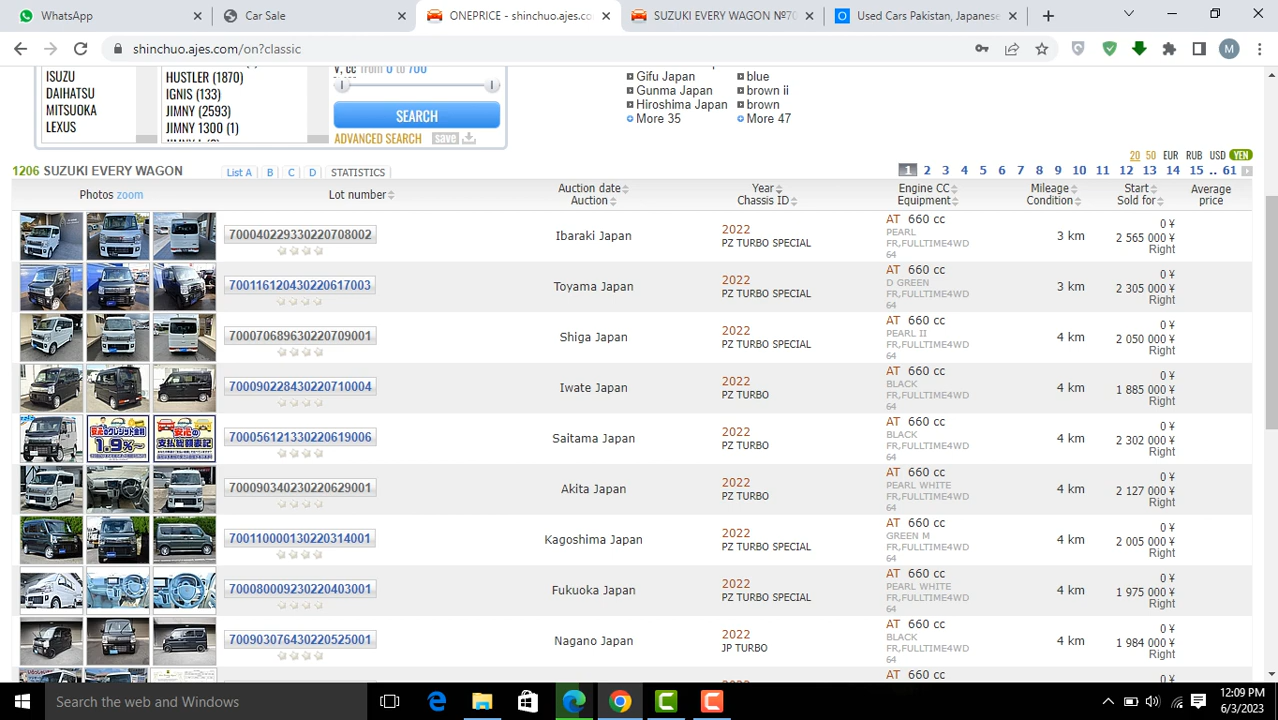 WhatsApp
Car Sale
ONEPRICE - shinchuo.ajes.com
SUZUKI EVERY WAGON №70
Used Cars Pakistan, Japanese
shinchuo.ajes.com/on?classic
M
ISUZU
DAIHATSU
MITSUOKA
LEXUS
HUSTLER (1870)
IGNIS (133)
JIMNY (2593)
JIMNY 1300 (1)
V, cc from 0 to 700
SEARCH
ADVANCED SEARCH save
Gifu Japan
Gunma Japan
Hiroshima Japan
More 35
blue
brown ii
brown
More 47
20 50 EUR RUB USD YEN
1206 SUZUKI EVERY WAGON List A B C D STATISTICS 1 2 3 4 5 6 7 8 9 10 11 12 13 14 15 .. 61
Photos zoom
Lot number
Auction date
Auction
Year
Chassis ID
Engine CC
Equipment
Mileage
Condition
Start
Sold for
Average
price
700040229330220708002
Ibaraki Japan
2022
PZ TURBO SPECIAL
AT 660 cc
PEARL
FR,FULLTIME4WD
64
3 km
0 ¥
2 565 000 ¥
Right
700116120430220617003
Toyama Japan
2022
PZ TURBO SPECIAL
AT 660 cc
D GREEN
FR,FULLTIME4WD
64
3 km
0 ¥
2 305 000 ¥
Right
700070689630220709001
Shiga Japan
2022
PZ TURBO SPECIAL
AT 660 cc
PEARL II
FR,FULLTIME4WD
64
4 km
0 ¥
2 050 000 ¥
Right
700090228430220710004
Iwate Japan
2022
PZ TURBO
AT 660 cc
BLACK
FR,FULLTIME4WD
64
4 km
0 ¥
1 885 000 ¥
Right
1.9%~
支払総額表記
700056121330220619006
Saitama Japan
2022
PZ TURBO
AT 660 cc
BLACK
FR,FULLTIME4WD
64
4 km
0 ¥
2 302 000 ¥
Right
700090340230220629001
Akita Japan
2022
PZ TURBO
AT 660 cc
PEARL WHITE
FR,FULLTIME4WD
64
4 km
0 ¥
2 127 000 ¥
Right
700110000130220314001
Kagoshima Japan
2022
PZ TURBO SPECIAL
AT 660 cc
GREEN M
FR,FULLTIME4WD
64
4 km
0 ¥
2 005 000 ¥
Right
700080009230220403001
Fukuoka Japan
2022
PZ TURBO SPECIAL
AT 660 cc
PEARL WHITE
FR,FULLTIME4WD
64
4 km
0 ¥
1 975 000 ¥
Right
700903076430220525001
Nagano Japan
2022
JP TURBO
AT 660 cc
BLACK
FR,FULLTIME4WD
64
4 km
0 ¥
1 984 000 ¥
Right
AT 660 cc
0 ¥
Search the web and Windows
12:09 PM
6/3/2023